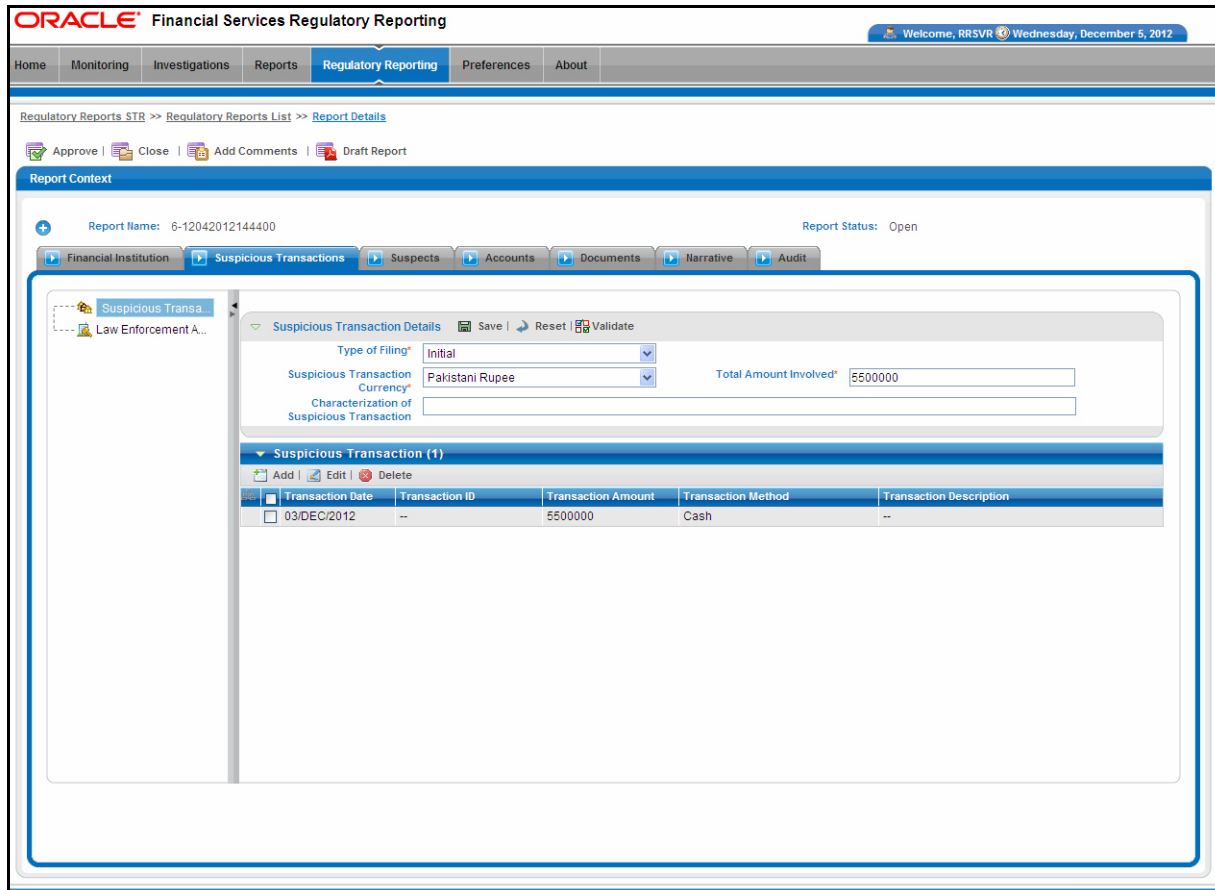 ORACLE® Financial Services Regulatory Reporting
Welcome, RRSVR Wednesday, December 5, 2012
Home Monitoring Investigations Reports Regulatory Reporting Preferences About
Regulatory Reports STR >> Regulatory Reports List >> Report Details
Approve | Close | Add Comments | Draft Report
Report Context
Report Name: 6-12042012144400 Report Status: Open
Financial Institution Suspicious Transactions Suspects Accounts Documents Narrative Audit
Suspicious Transa...
Law Enforcement A...
Suspicious Transaction Details Save | Reset | Validate
Type of Filing* Initial
Suspicious Transaction Currency* Pakistani Rupee Total Amount Involved* 5500000
Characterization of Suspicious Transaction
Suspicious Transaction (1)
Add | Edit | Delete
Transaction Date Transaction ID Transaction Amount Transaction Method Transaction Description
03/DEC/2012 -- 5500000 Cash --